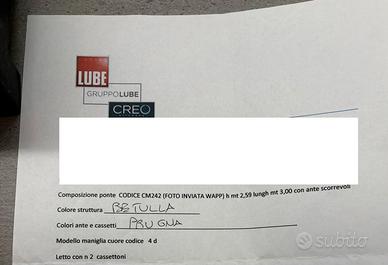 LUBE
GRUPPOLUBE
CREO
Composizione ponte CODICE CM242 (FOTO INVIATA WAPP) h mt 2,59 lungh mt 3,00 con ante scorrevoli
Colore struttura BETULLA
Colori ante e cassetti PRUGNA
Modello maniglia cuore codice 4 d
Letto con n 2 cassettoni
subito